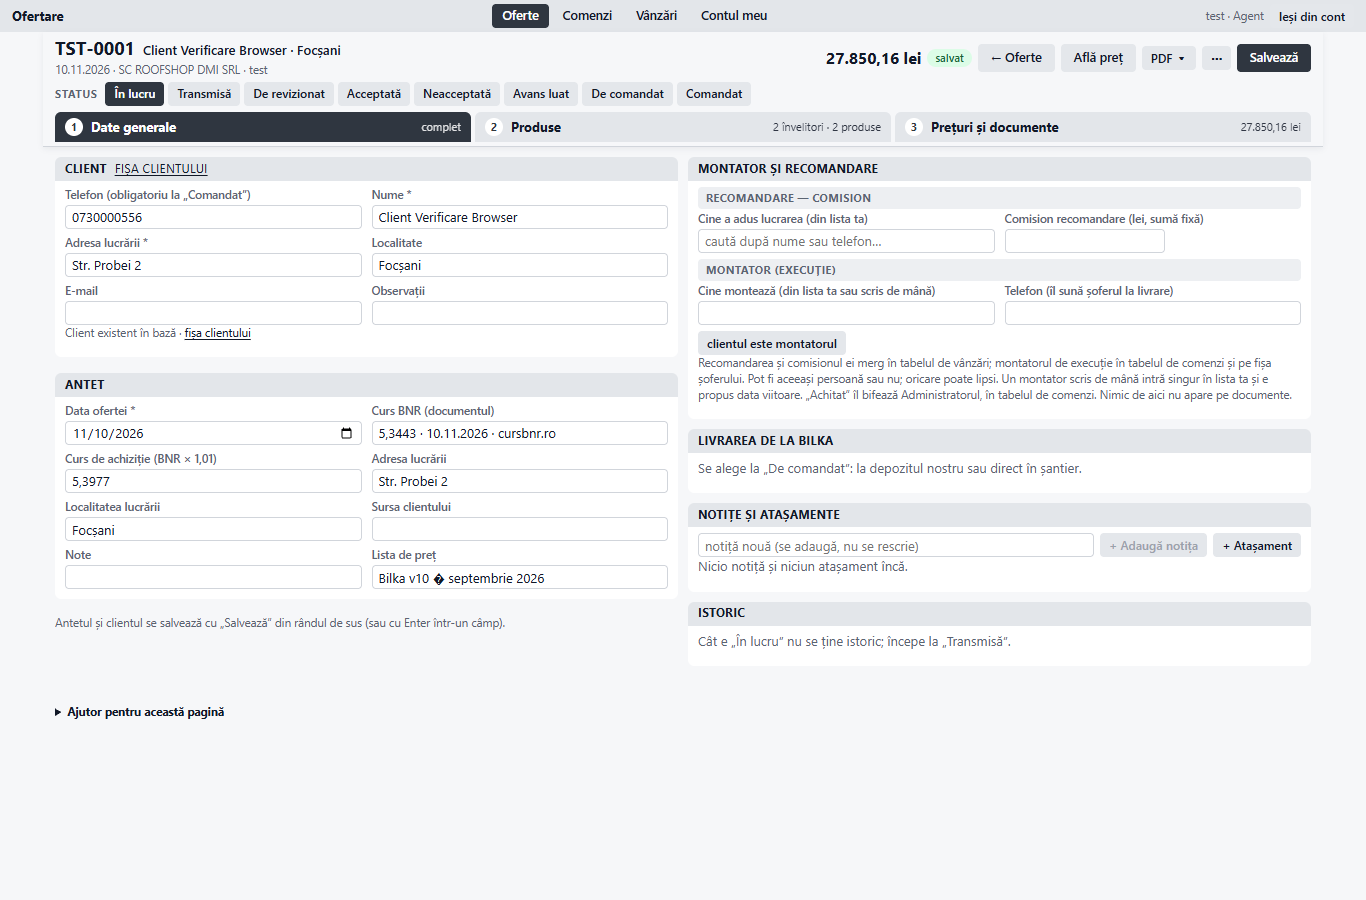 Ofertare
Oferte
Comenzi
Vânzări
Contul meu
test · Agent
Ieși din cont
TST-0001 Client Verificare Browser · Focșani
10.11.2026 · SC ROOFSHOP DMI SRL · test
27.850,16 lei
salvat
← Oferte
Află preț
PDF ▾
...
Salvează
STATUS
În lucru
Transmisă
De revizionat
Acceptată
Neacceptată
Avans luat
De comandat
Comandat
1 Date generale
complet
2 Produse
2 învelitori · 2 produse
3 Prețuri și documente
27.850,16 lei
CLIENT FIȘA CLIENTULUI
Telefon (obligatoriu la „Comandat”)
0730000556
Nume *
Client Verificare Browser
Adresa lucrării *
Str. Probei 2
Localitate
Focșani
E-mail
Observații
Client existent în bază · fișa clientului
ANTET
Data ofertei *
11/10/2026
Curs BNR (documentul)
5,3443 · 10.11.2026 · cursbnr.ro
Curs de achiziție (BNR × 1,01)
5,3977
Adresa lucrării
Str. Probei 2
Localitatea lucrării
Focșani
Sursa clientului
Note
Lista de preț
Bilka v10 � septembrie 2026
Antetul și clientul se salvează cu „Salvează” din rândul de sus (sau cu Enter într-un câmp).
MONTATOR ȘI RECOMANDARE
RECOMANDARE — COMISION
Cine a adus lucrarea (din lista ta)
caută după nume sau telefon...
Comision recomandare (lei, sumă fixă)
MONTATOR (EXECUȚIE)
Cine montează (din lista ta sau scris de mână)
Telefon (îl sună șoferul la livrare)
clientul este montatorul
Recomandarea și comisionul ei merg în tabelul de vânzări; montatorul de execuție în tabelul de comenzi și pe fișa
șoferului. Pot fi aceeași persoană sau nu; oricare poate lipsi. Un montator scris de mână intră singur în lista ta și e
propus data viitoare. „Achitat” îl bifează Administratorul, în tabelul de comenzi. Nimic de aici nu apare pe documente.
LIVRAREA DE LA BILKA
Se alege la „De comandat”: la depozitul nostru sau direct în șantier.
NOTIȚE ȘI ATAȘAMENTE
notiță nouă (se adaugă, nu se rescrie)
+ Adaugă notița
+ Atașament
Nicio notiță și niciun atașament încă.
ISTORIC
Cât e „În lucru” nu se ține istoric; începe la „Transmisă”.
▸ Ajutor pentru această pagină